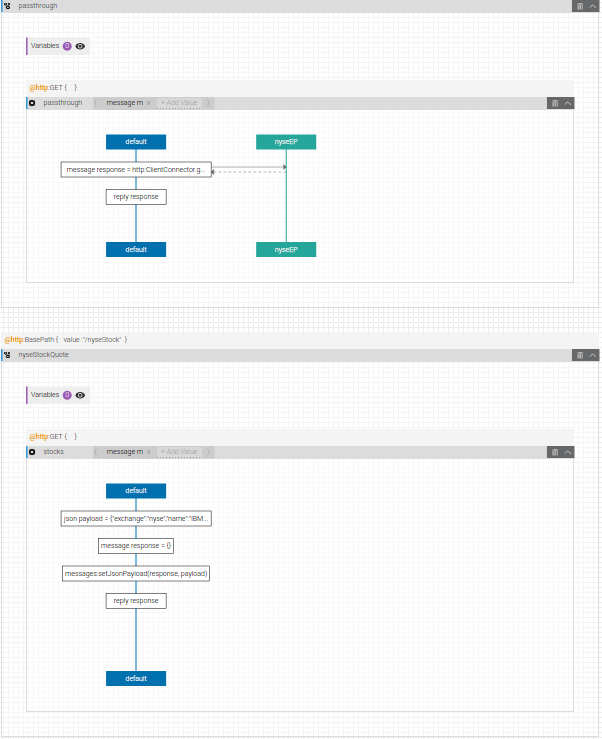 passthrough
Variables 0
@http:GET { }
passthrough ( message m x + Add Value )
default nyseEP
message response = http:ClientConnector.g...
reply response
default nyseEP
@http:BasePath { value:"/nyseStock" }
nyseStockQuote
Variables 0
@http:GET { }
stocks ( message m x + Add Value )
default
json payload = {"exchange":"nyse","name":"IBM...
message response = {}
messages:setJsonPayload(response, payload)
reply response
default